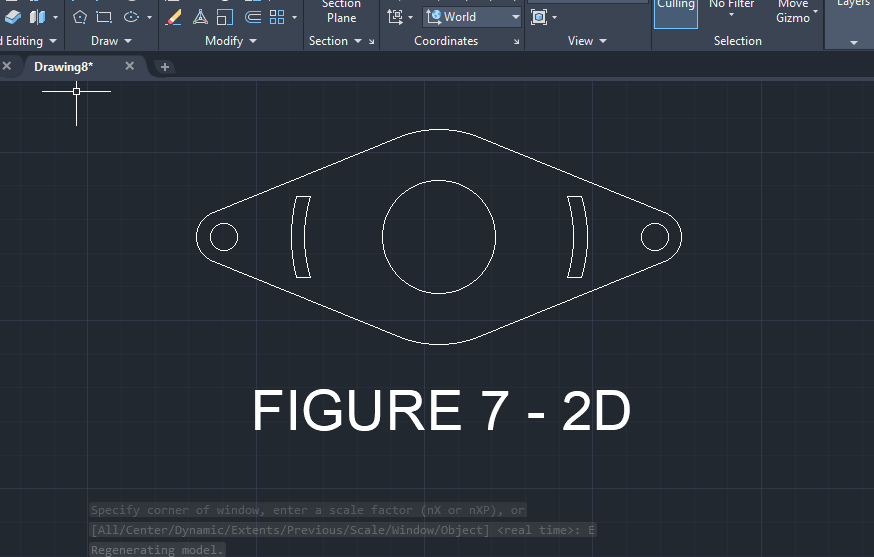 Section
Plane
World
Culling
No Filter
Move
Gizmo
Layers
d Editing
Draw
Modify
Section
Coordinates
View
Selection
Drawing8*
FIGURE 7 - 2D
Specify corner of window, enter a scale factor (nX or nXP), or
[All/Center/Dynamic/Extents/Previous/Scale/Window/Object] <real time>: E
Regenerating model.